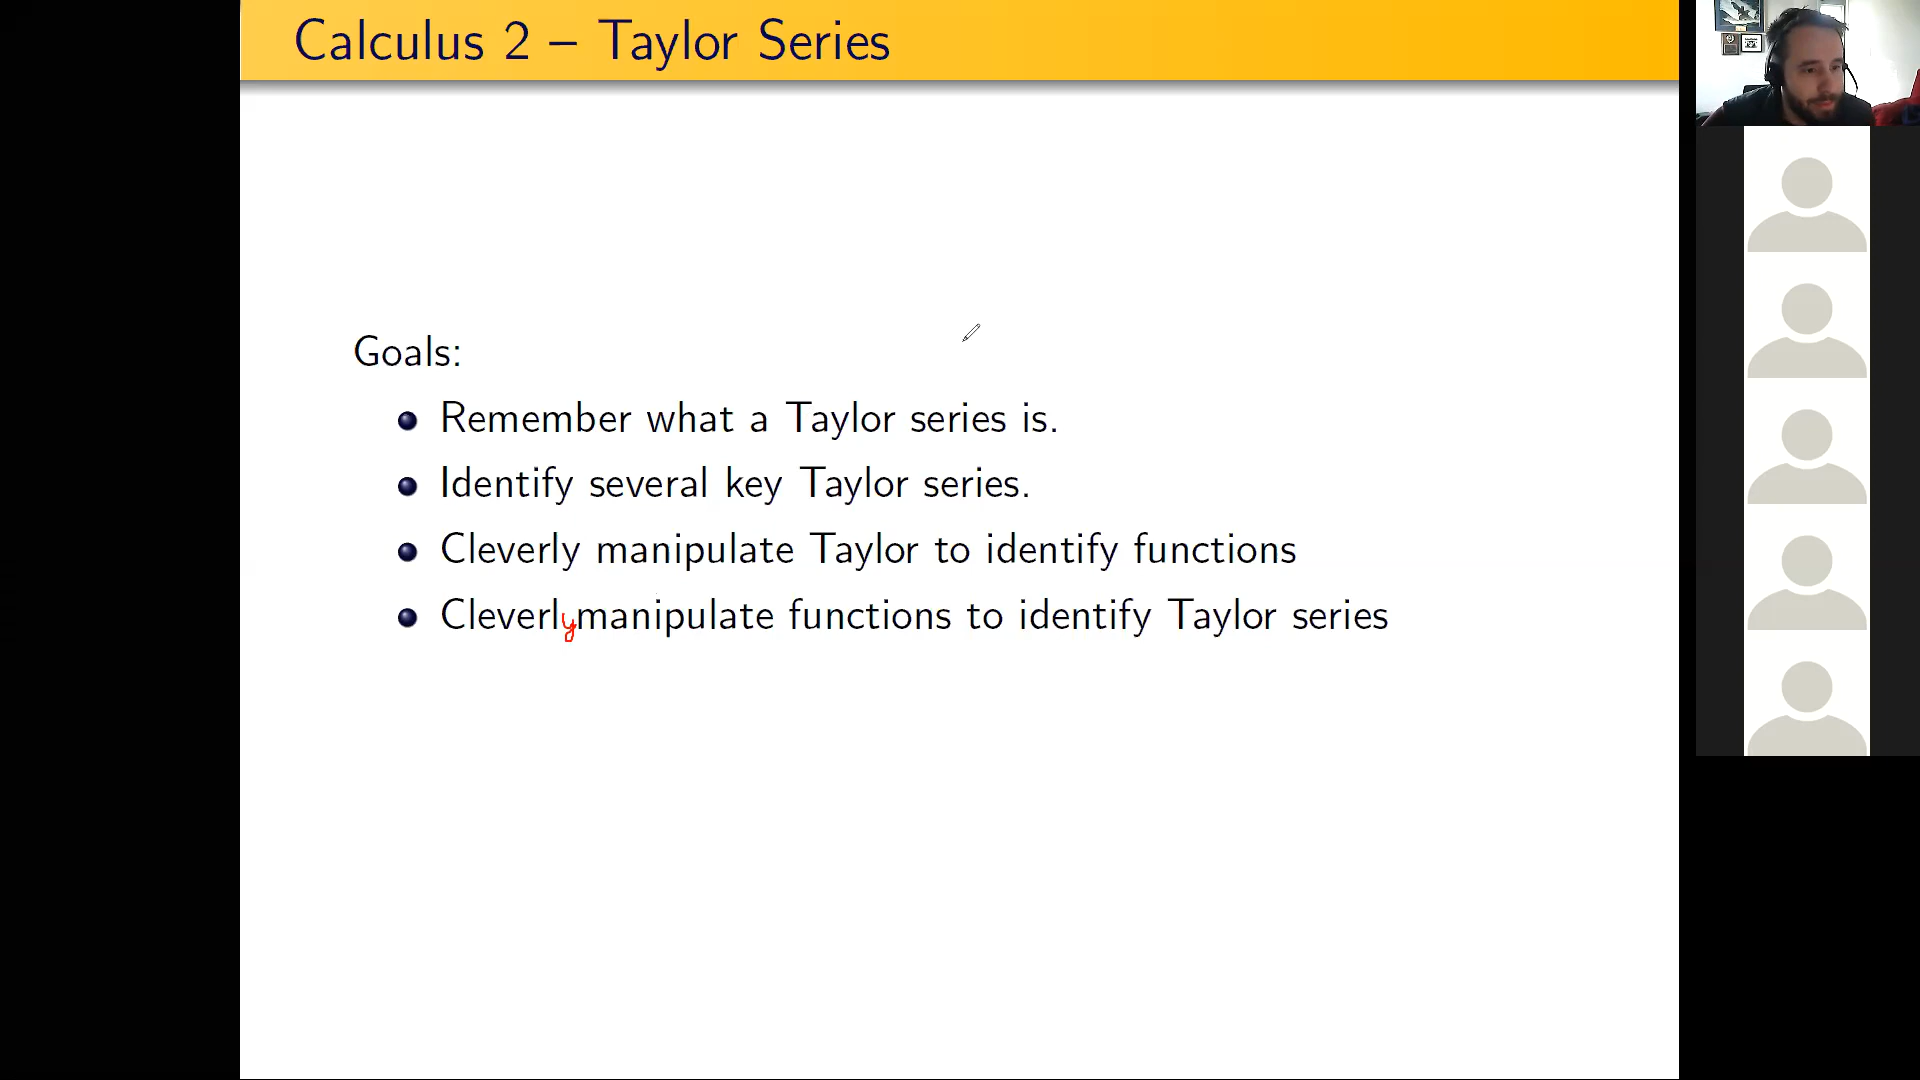 Calculus 2 – Taylor Series
Goals:
Remember what a Taylor series is.
Identify several key Taylor series.
Cleverly manipulate Taylor to identify functions
Cleverly manipulate functions to identify Taylor series